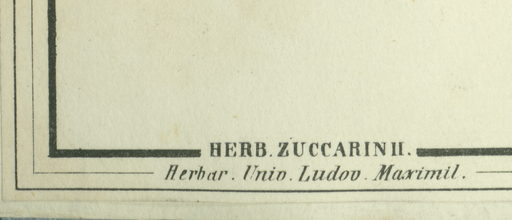 HERB. ZUCCARINII.
Herbar. Univ. Ludov. Maximil.